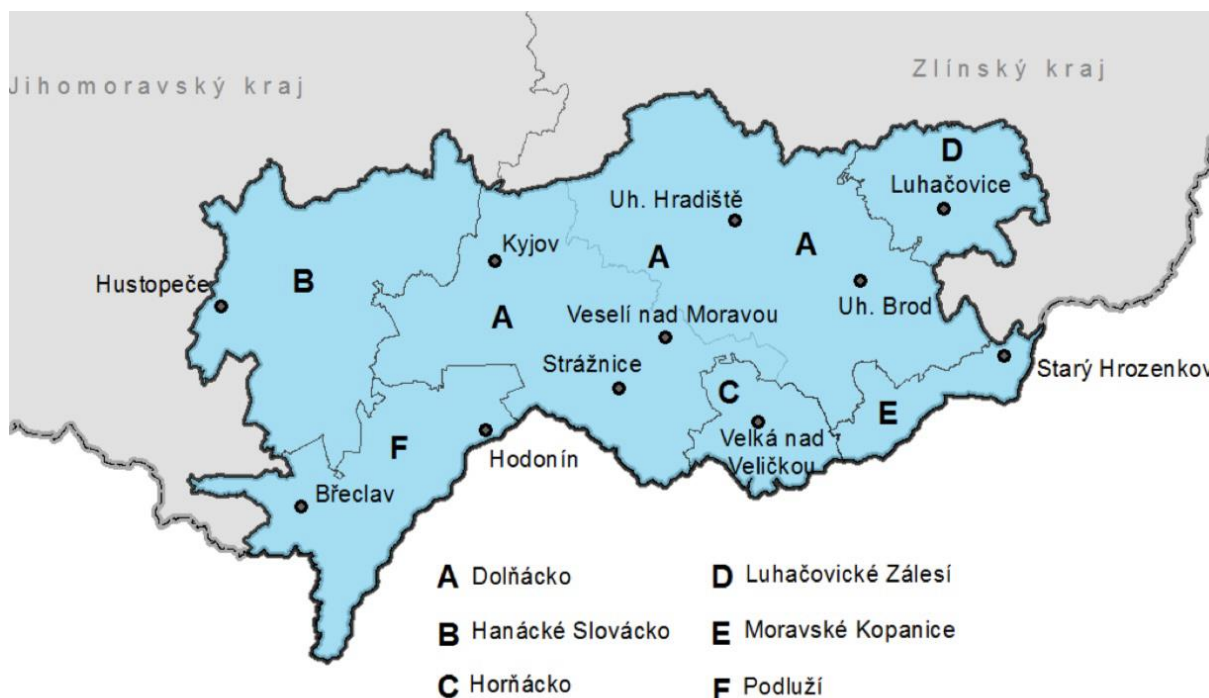 Jihomoravský kraj
Zlínský kraj
D
Luhačovice
Uh. Hradiště
Kyjov
A
A
B
Hustopeče
A
Uh. Brod
Veselí nad Moravou
Strážnice
Starý Hrozenkov
C
E
Velká nad
Veličkou
F
Hodonín
Břeclav
A Dolňácko
B Hanácké Slovácko
C Horňácko
D Luhačovické Zálesí
E Moravské Kopanice
F Podluží